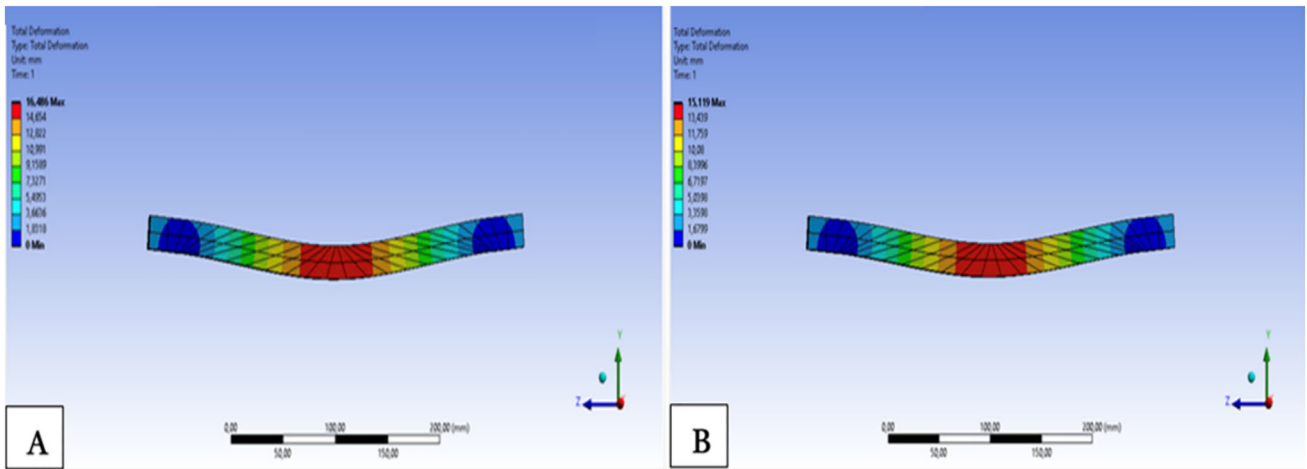 Total Deformation
Type: Total Deformation
Unit: mm
Time: 1
16,486 Max
14,654
12,822
10,991
9,1589
7,3271
5,4953
3,6636
1,8318
0 Min
Y
Z
0,00 100,00 200,00 (mm)
50,00 150,00
A
Total Deformation
Type: Total Deformation
Unit: mm
Time: 1
15,119 Max
13,439
11,759
10,08
8,3996
6,7197
5,0398
3,3598
1,6799
0 Min
Y
Z
0,00 100,00 200,00 (mm)
50,00 150,00
B